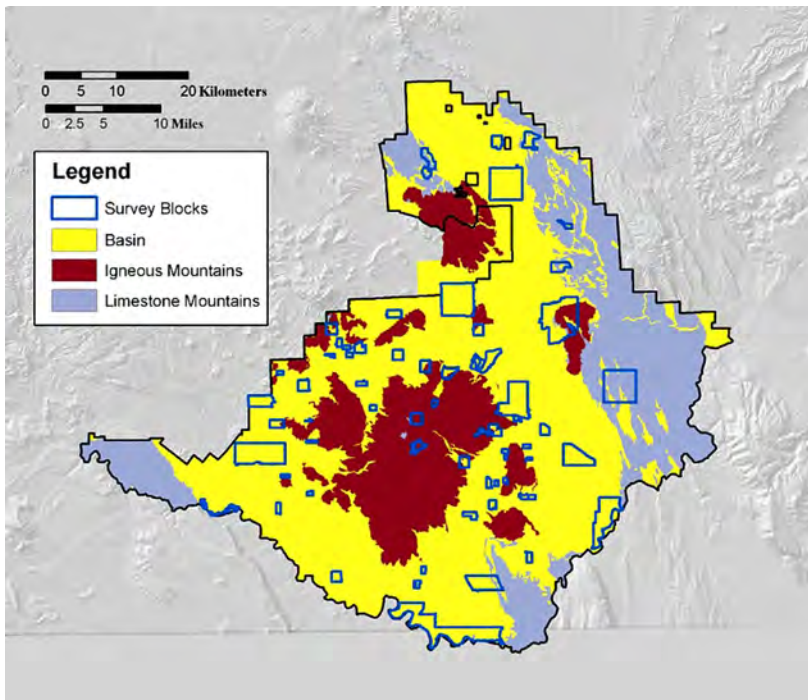 0 5 10 20 Kilometers
0 2.5 5 10 Miles
Legend
Survey Blocks
Basin
Igneous Mountains
Limestone Mountains